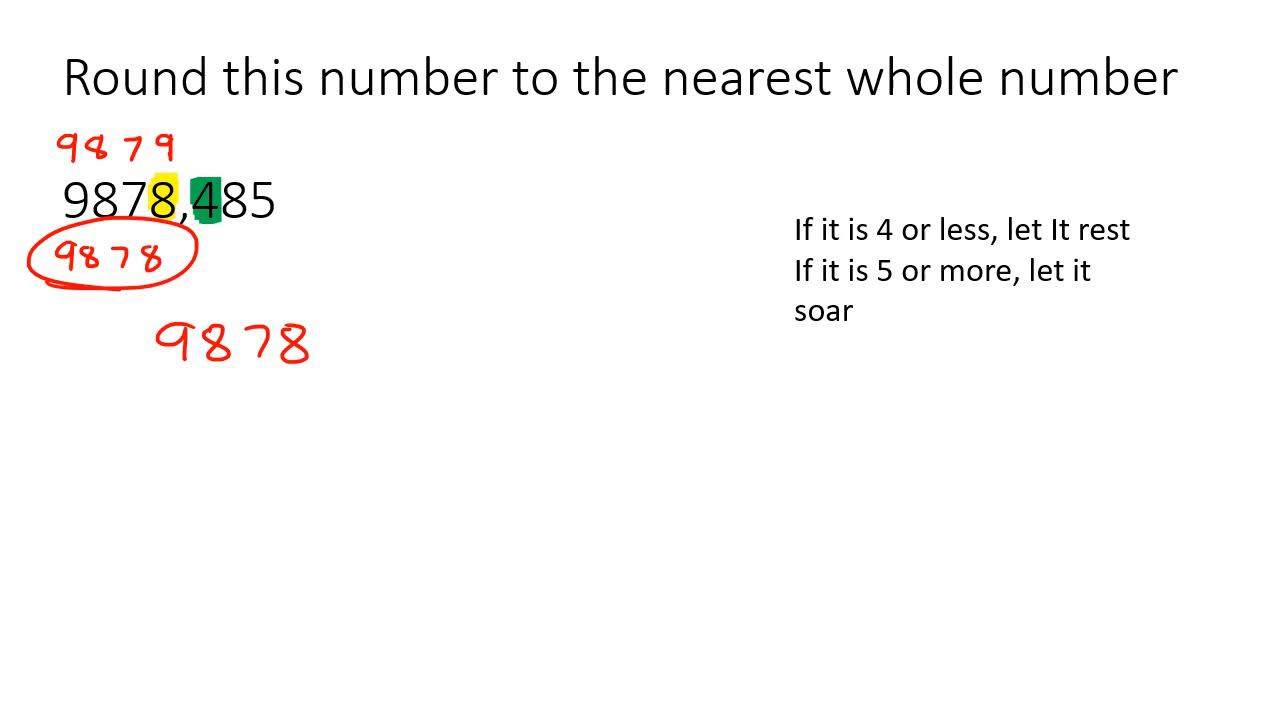 Round this number to the nearest whole number
9879
9878,485
9878
9878
If it is 4 or less, let It rest
If it is 5 or more, let it
soar